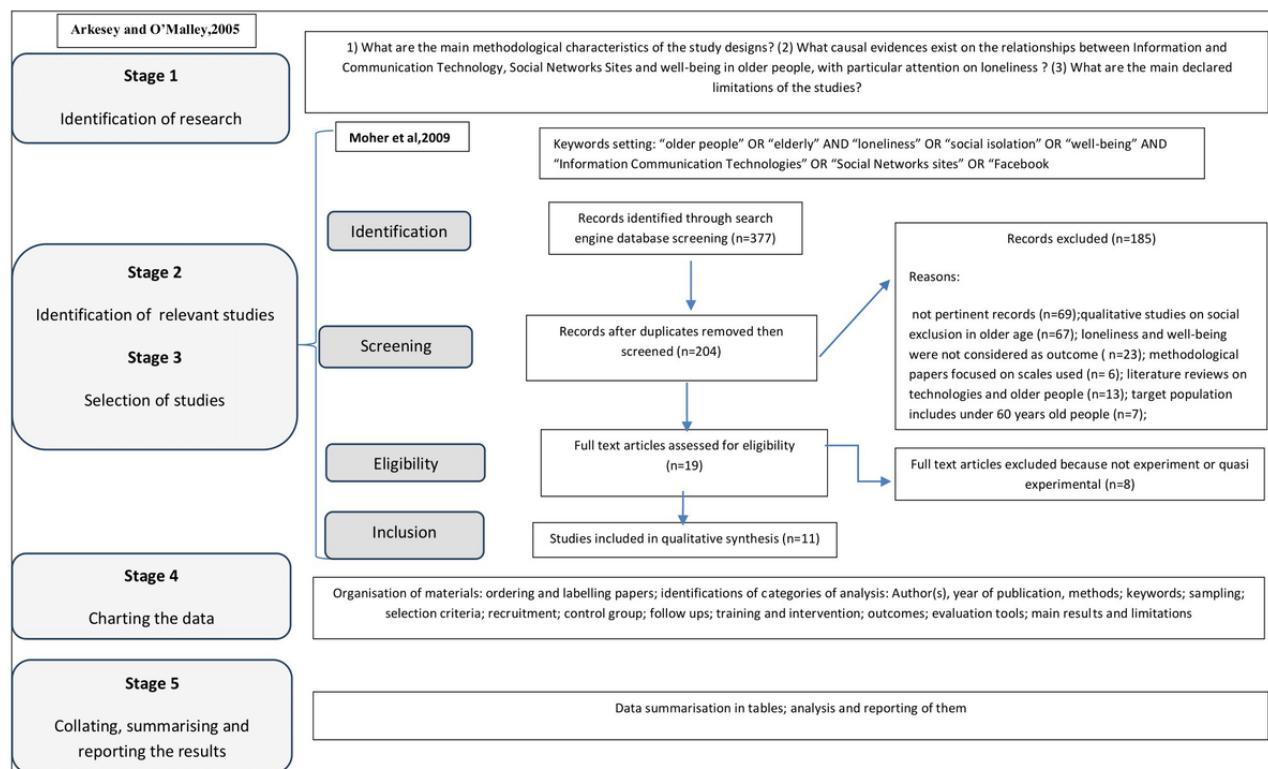 Arkesey and O’Malley,2005
Stage 1
Identification of research
1) What are the main methodological characteristics of the study designs? (2) What causal evidences exist on the relationships between Information and
Communication Technology, Social Networks Sites and well-being in older people, with particular attention on loneliness ? (3) What are the main declared
limitations of the studies?
Moher et al,2009
Keywords setting: “older people” OR “elderly” AND “loneliness” OR “social isolation” OR “well-being” AND
“Information Communication Technologies” OR “Social Networks sites” OR “Facebook
Stage 2
Identification of relevant studies
Stage 3
Selection of studies
Identification
Records identified through search
engine database screening (n=377)
Records excluded (n=185)
Reasons:
not pertinent records (n=69);qualitative studies on social
exclusion in older age (n=67); loneliness and well-being
were not considered as outcome ( n=23); methodological
papers focused on scales used (n= 6); literature reviews on
technologies and older people (n=13); target population
includes under 60 years old people (n=7);
Screening
Records after duplicates removed then
screened (n=204)
Eligibility
Full text articles assessed for eligibility
(n=19)
Full text articles excluded because not experiment or quasi
experimental (n=8)
Inclusion
Studies included in qualitative synthesis (n=11)
Stage 4
Charting the data
Organisation of materials: ordering and labelling papers; identifications of categories of analysis: Author(s), year of publication, methods; keywords; sampling;
selection criteria; recruitment; control group; follow ups; training and intervention; outcomes; evaluation tools; main results and limitations
Stage 5
Collating, summarising and
reporting the results
Data summarisation in tables; analysis and reporting of them